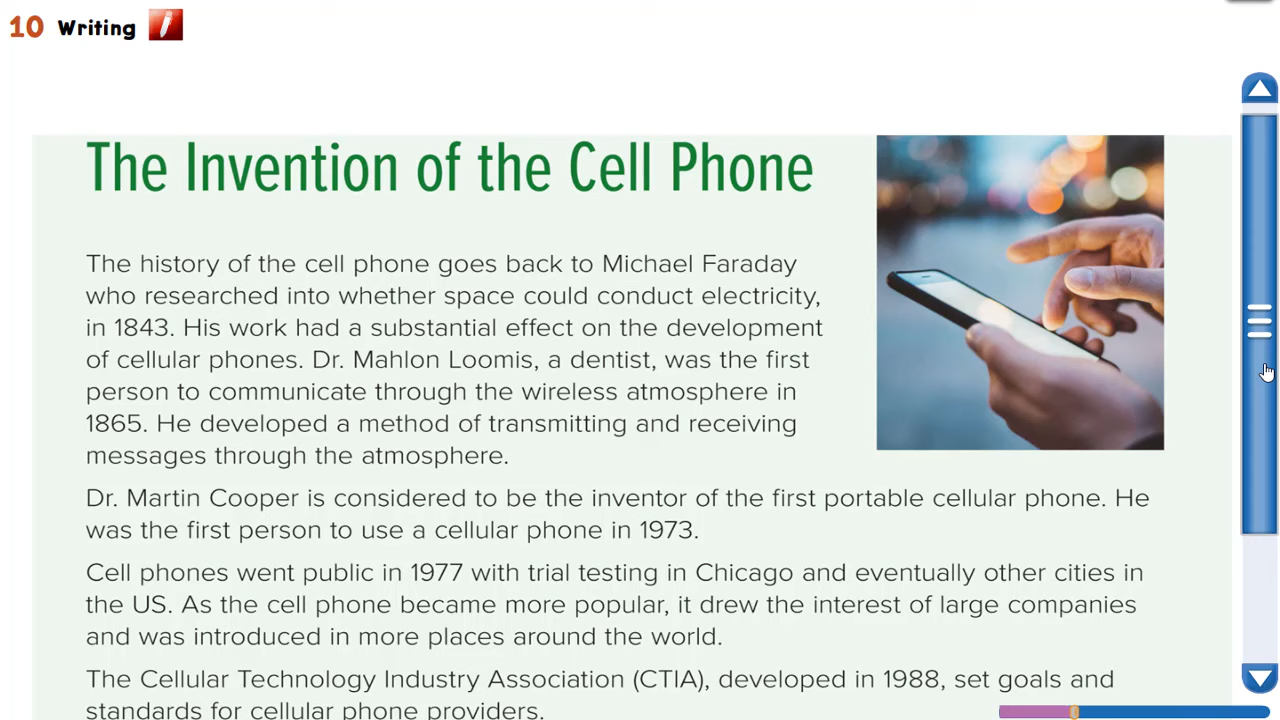 10 Writing
The Invention of the Cell Phone
The history of the cell phone goes back to Michael Faraday
who researched into whether space could conduct electricity,
in 1843. His work had a substantial effect on the development
of cellular phones. Dr. Mahlon Loomis, a dentist, was the first
person to communicate through the wireless atmosphere in
1865. He developed a method of transmitting and receiving
messages through the atmosphere.
Dr. Martin Cooper is considered to be the inventor of the first portable cellular phone. He
was the first person to use a cellular phone in 1973.
Cell phones went public in 1977 with trial testing in Chicago and eventually other cities in
the US. As the cell phone became more popular, it drew the interest of large companies
and was introduced in more places around the world.
The Cellular Technology Industry Association (CTIA), developed in 1988, set goals and
standards for cellular phone providers.